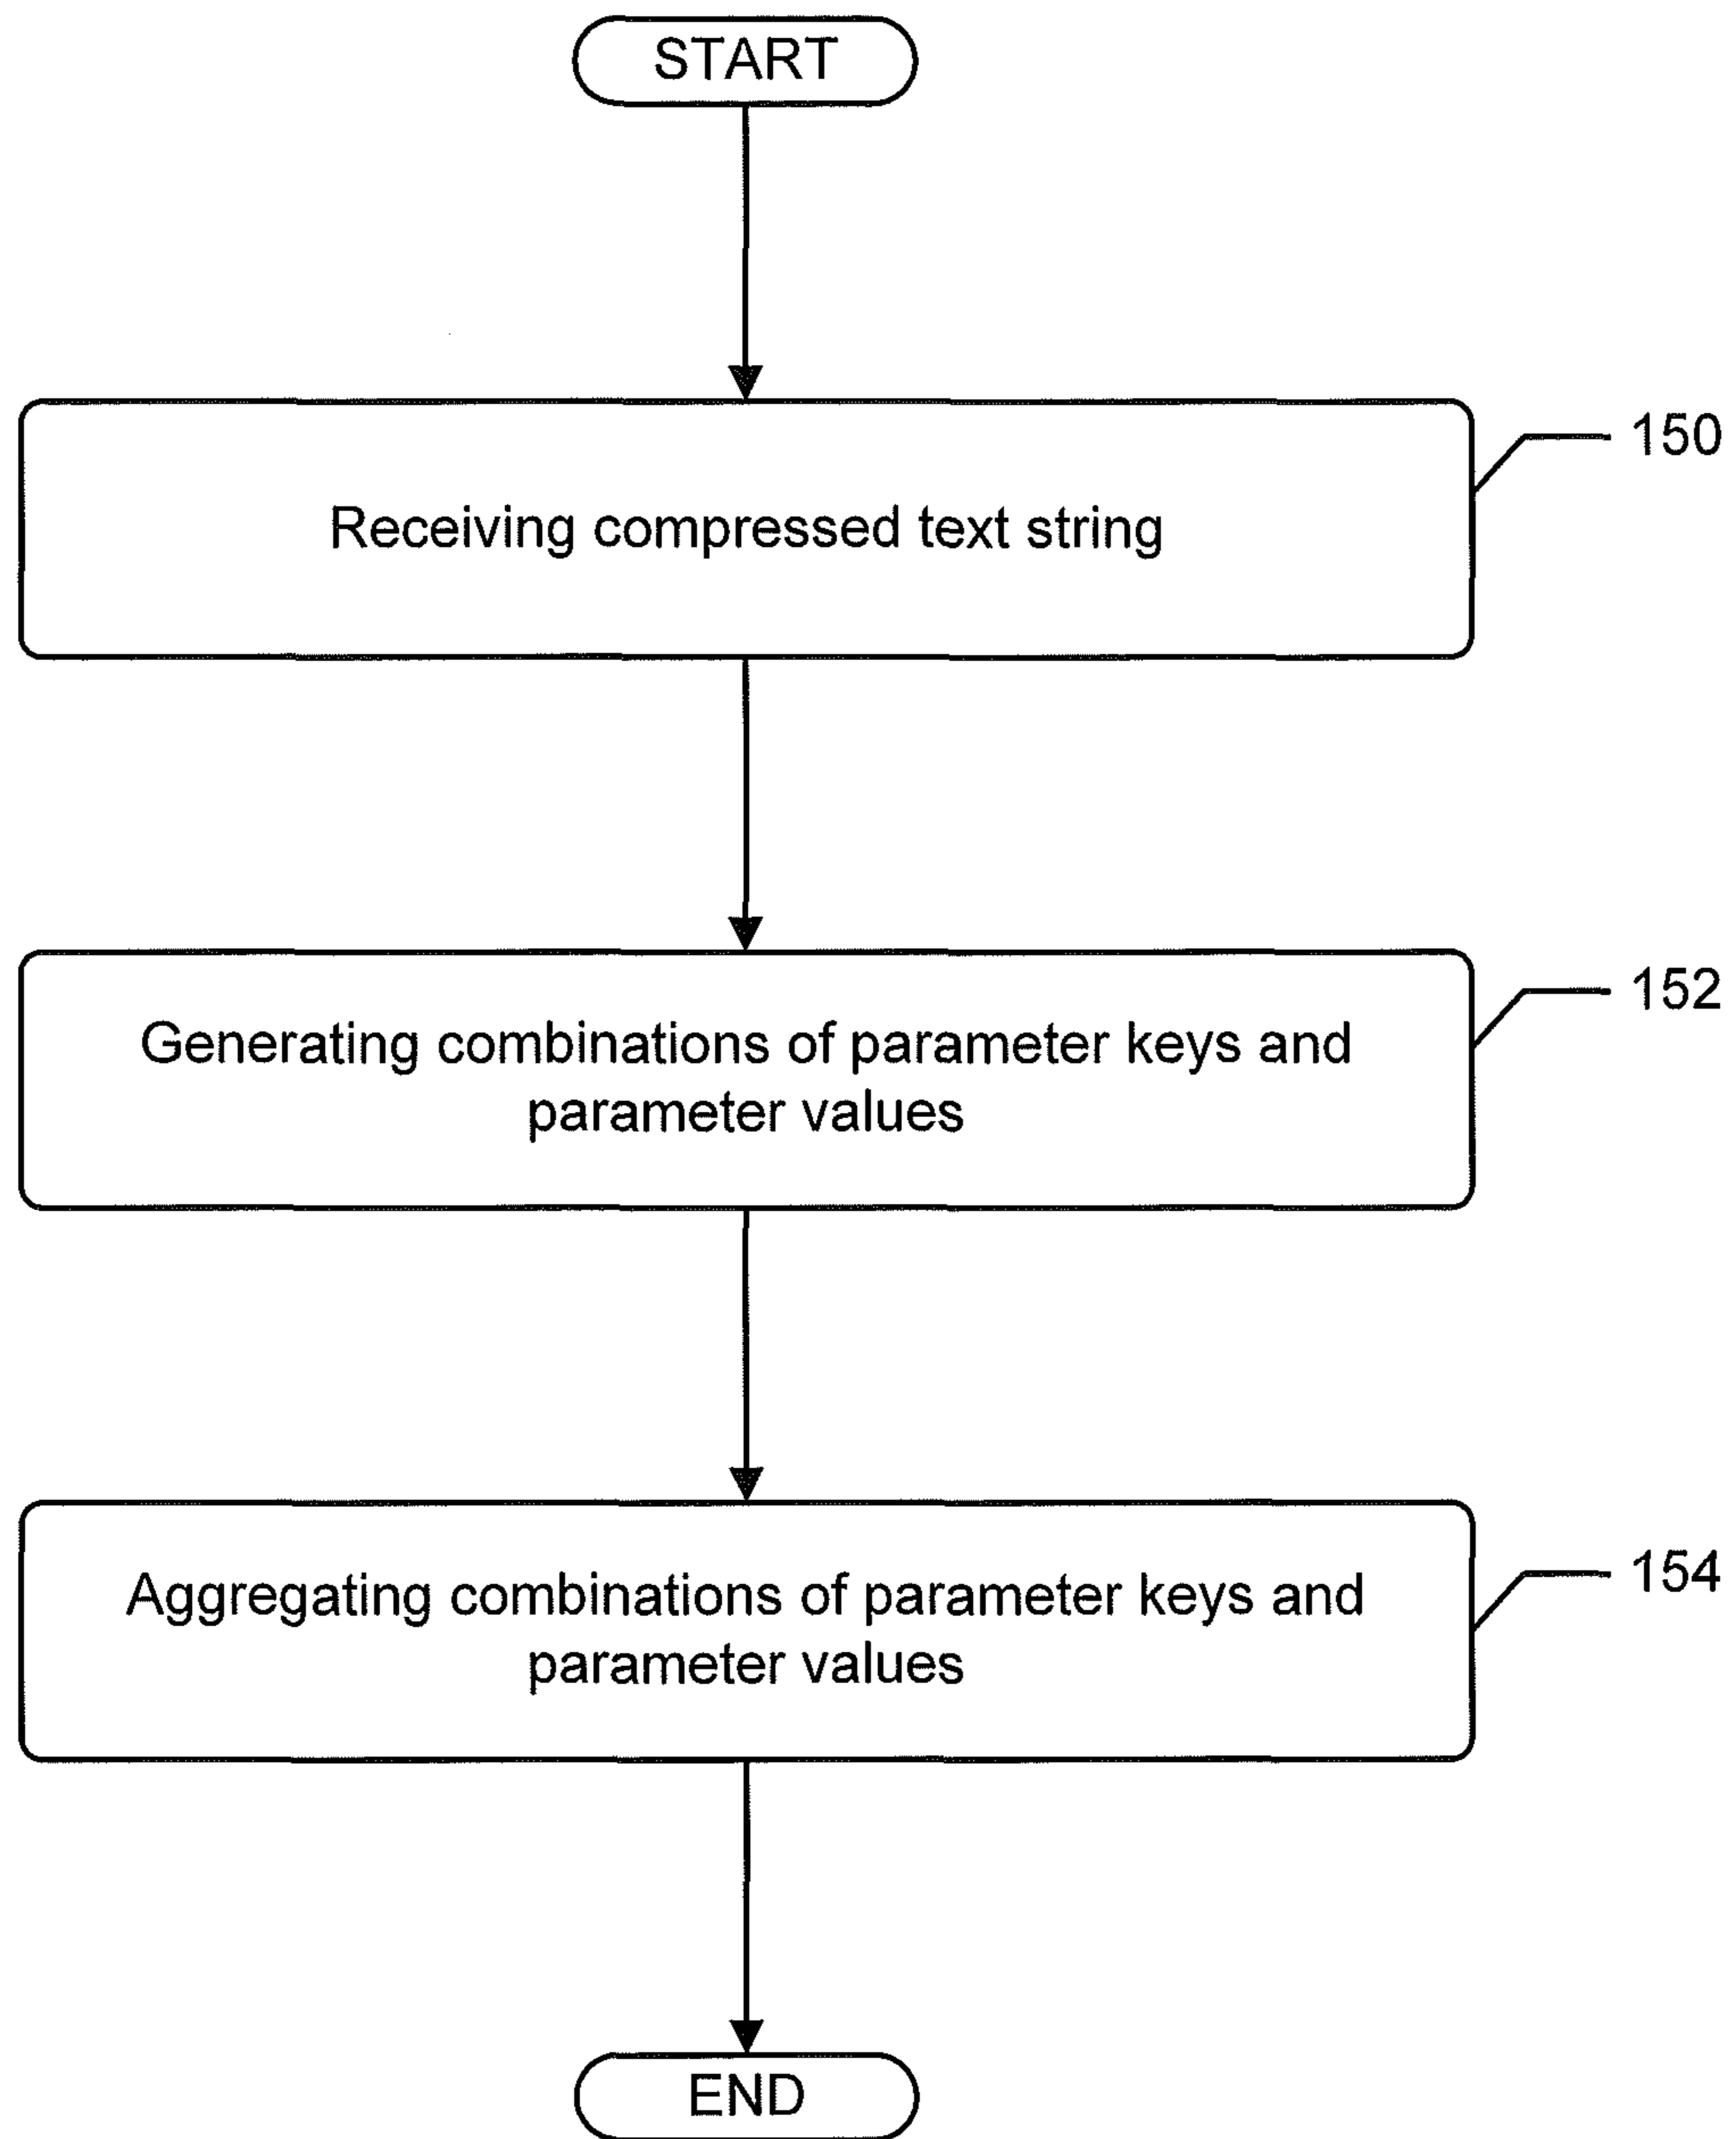 START
150
Receiving compressed text string
152
Generating combinations of parameter keys and
parameter values
154
Aggregating combinations of parameter keys and
parameter values
END